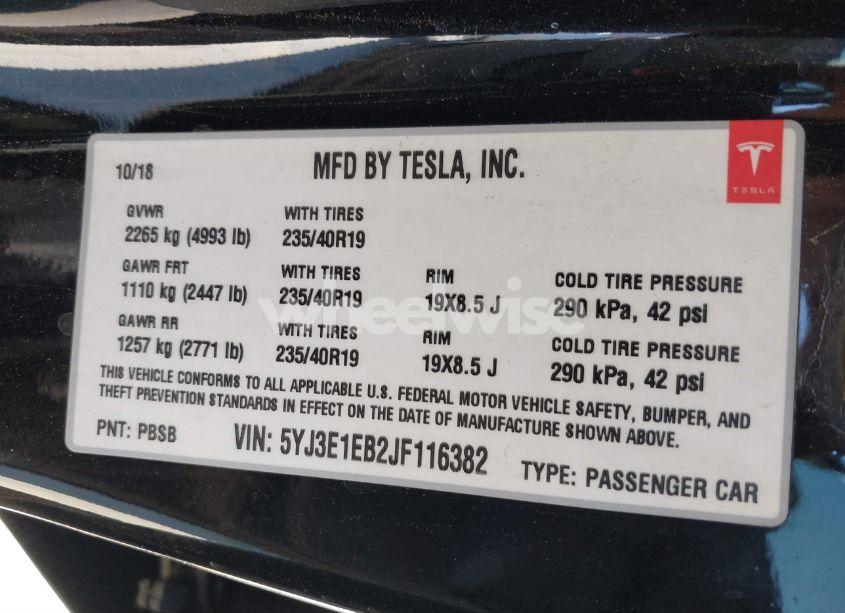 10/18 MFD BY TESLA, INC.
TESLA
GVWR WITH TIRES
2265 kg (4993 lb) 235/40R19
GAWR FRT WITH TIRES RIM COLD TIRE PRESSURE
1110 kg (2447 lb) 235/40R19 19X8.5 J 290 kPa, 42 psi
GAWR RR WITH TIRES RIM COLD TIRE PRESSURE
1257 kg (2771 lb) 235/40R19 19X8.5 J 290 kPa, 42 psi
THIS VEHICLE CONFORMS TO ALL APPLICABLE U.S. FEDERAL MOTOR VEHICLE SAFETY, BUMPER, AND
THEFT PREVENTION STANDARDS IN EFFECT ON THE DATE OF MANUFACTURE SHOWN ABOVE.
PNT: PBSB VIN: 5YJ3E1EB2JF116382 TYPE: PASSENGER CAR
wheelwise